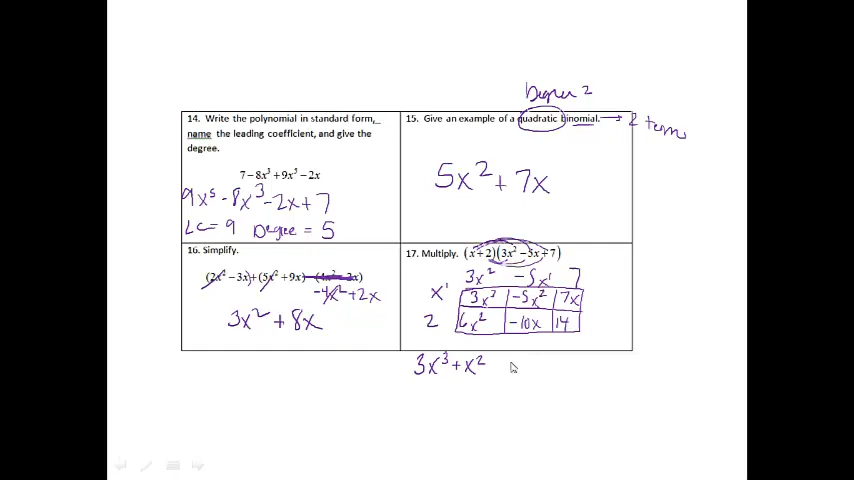 Degree 2
14. Write the polynomial in standard form,
name the leading coefficient, and give the
degree.
7 − 8x³ + 9x⁵ − 2x
9x⁵ - 8x³ - 2x + 7
LC = 9 Degree = 5
15. Give an example of a quadratic binomial. → 2 terms
5x² + 7x
16. Simplify.
(2x² − 3x) + (5x² + 9x) − (4x² − 2x)
-4x² + 2x
3x² + 8x
17. Multiply. (x + 2)(3x² − 5x + 7)
3x² -5x¹ 7
x¹ 3x³ -5x² 7x
2 6x² -10x 14
3x³ + x²